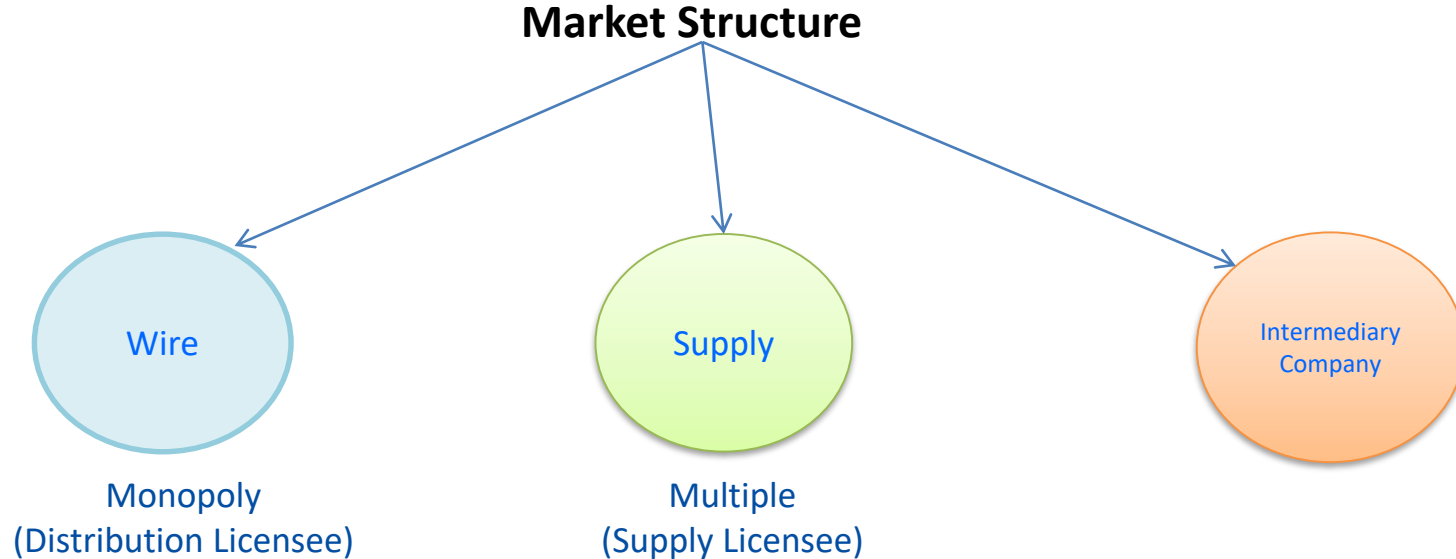 Market Structure
Wire
Supply
Intermediary
Company
Monopoly
(Distribution Licensee)
Multiple
(Supply Licensee)